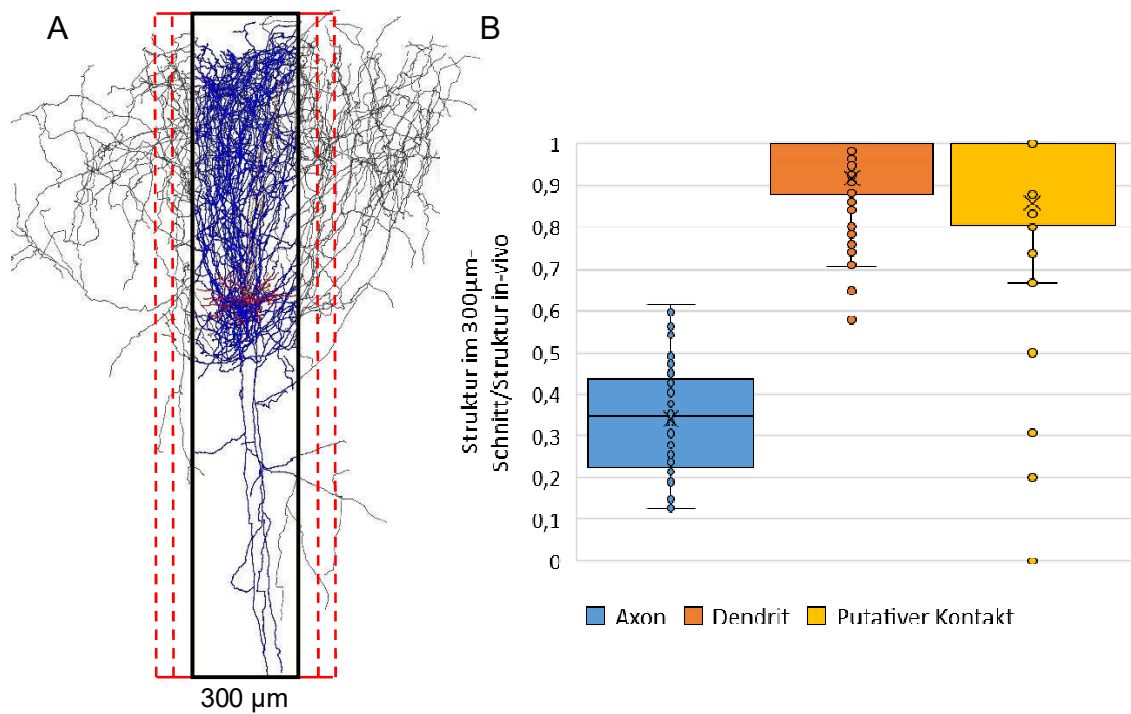 A
B
Struktur im 300µm-
Schnitt/Struktur in-vivo
1
0,9
0,8
0,7
0,6
0,5
0,4
0,3
0,2
0,1
0
Axon Dendrit Putativer Kontakt
300 µm